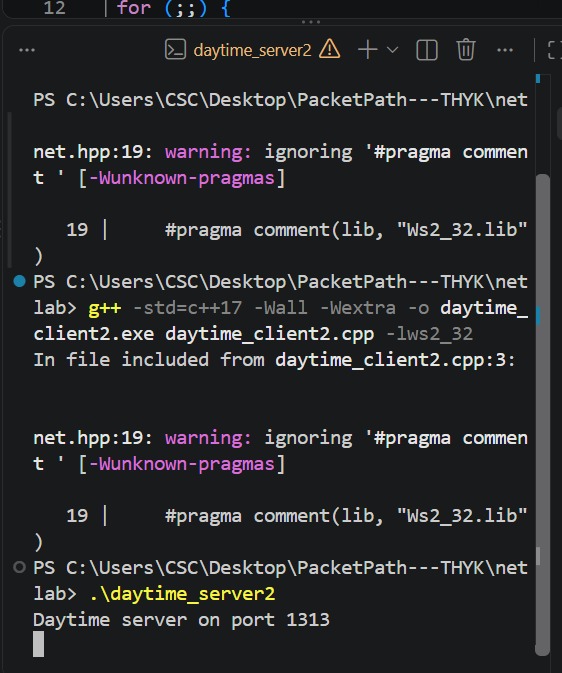 12 for (;;) {
daytime_server2
PS C:\Users\CSC\Desktop\PacketPath---THYK\net
net.hpp:19: warning: ignoring '#pragma commen
t ' [-Wunknown-pragmas]
19 | #pragma comment(lib, "Ws2_32.lib"
)
PS C:\Users\CSC\Desktop\PacketPath---THYK\net
lab> g++ -std=c++17 -Wall -Wextra -o daytime_
client2.exe daytime_client2.cpp -lws2_32
In file included from daytime_client2.cpp:3:
net.hpp:19: warning: ignoring '#pragma commen
t ' [-Wunknown-pragmas]
19 | #pragma comment(lib, "Ws2_32.lib"
)
PS C:\Users\CSC\Desktop\PacketPath---THYK\net
lab> .\daytime_server2
Daytime server on port 1313